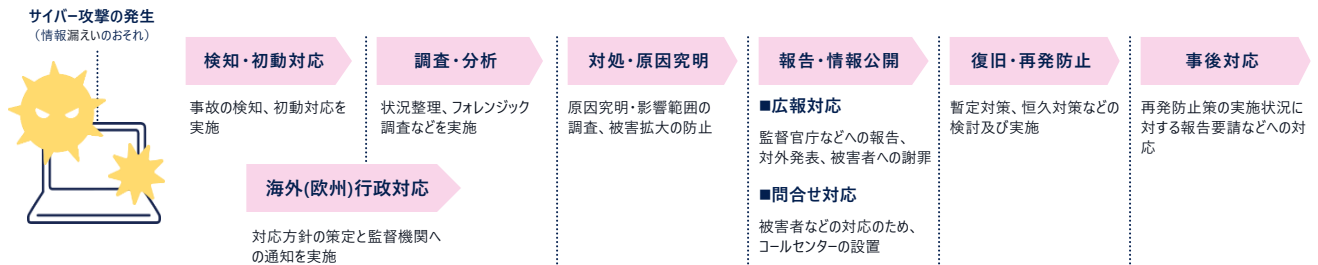 サイバー攻撃の発生
（情報漏えいのおそれ）
検知・初動対応
事故の検知、初動対応を
実施
調査・分析
状況整理、フォレンジック
調査などを実施
海外(欧州)行政対応
対応方針の策定と監督機関へ
の通知を実施
対処・原因究明
原因究明・影響範囲の
調査、被害拡大の防止
報告・情報公開
■広報対応
監督官庁などへの報告、
対外発表、被害者への謝罪
■問合せ対応
被害者などの対応のため、
コールセンターの設置
復旧・再発防止
暫定対策、恒久対策などの
検討及び実施
事後対応
再発防止策の実施状況に
対する報告要請などへの対
応